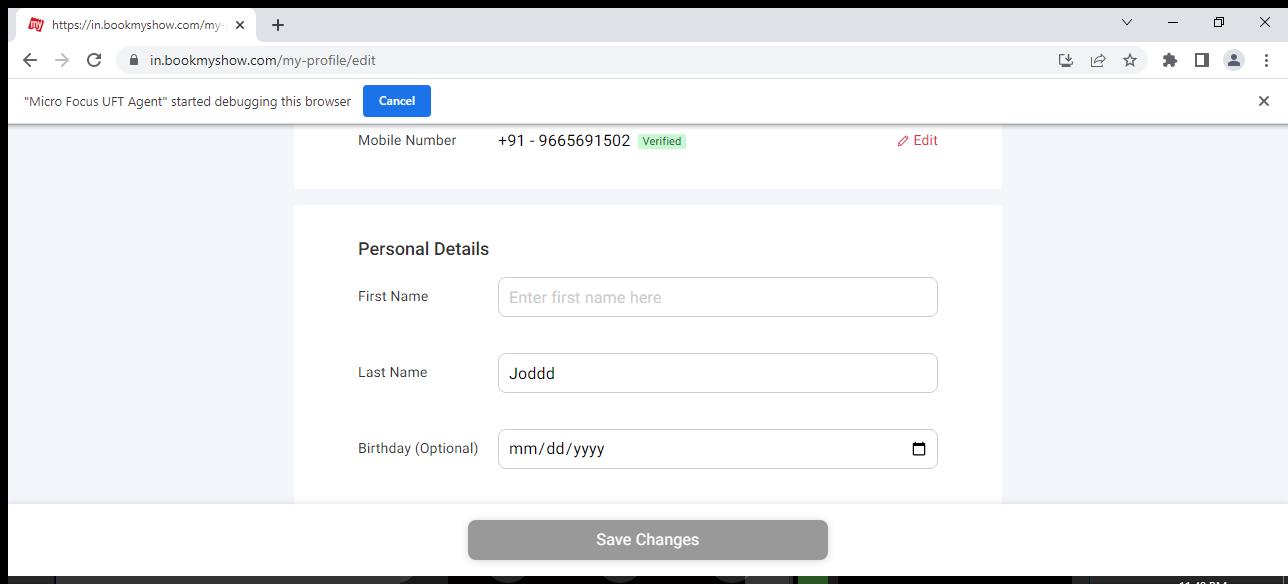 my https://in.bookmyshow.com/my-
in.bookmyshow.com/my-profile/edit
"Micro Focus UFT Agent" started debugging this browser Cancel
Mobile Number +91 - 9665691502 Verified Edit
Personal Details
First Name Enter first name here
Last Name Joddd
Birthday (Optional) mm/dd/yyyy
Save Changes